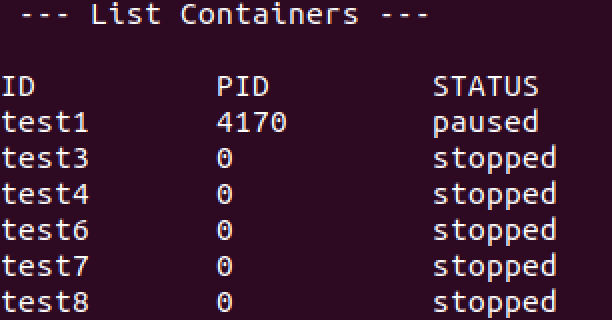 --- List Containers ---
ID PID STATUS
test1 4170 paused
test3 0 stopped
test4 0 stopped
test6 0 stopped
test7 0 stopped
test8 0 stopped